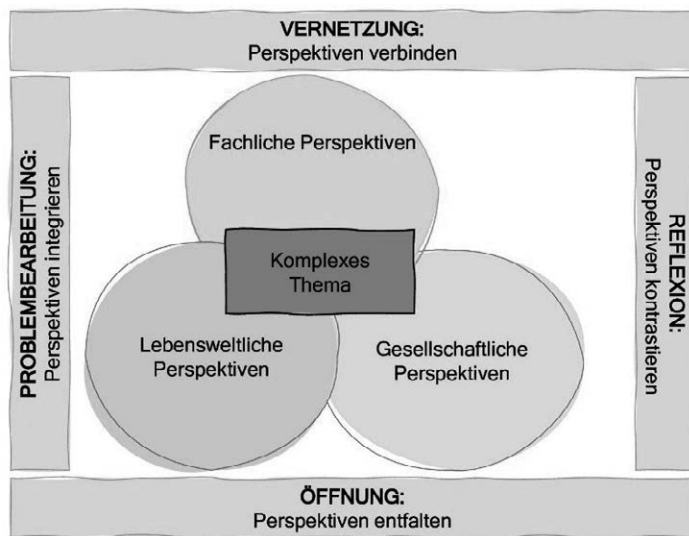 VERNETZUNG:
Perspektiven verbinden
PROBLEMBEARBEITUNG:
Perspektiven integrieren
Fachliche Perspektiven
Komplexes
Thema
Lebensweltliche
Perspektiven
Gesellschaftliche
Perspektiven
REFLEXION:
Perspektiven kontrastieren
ÖFFNUNG:
Perspektiven entfalten